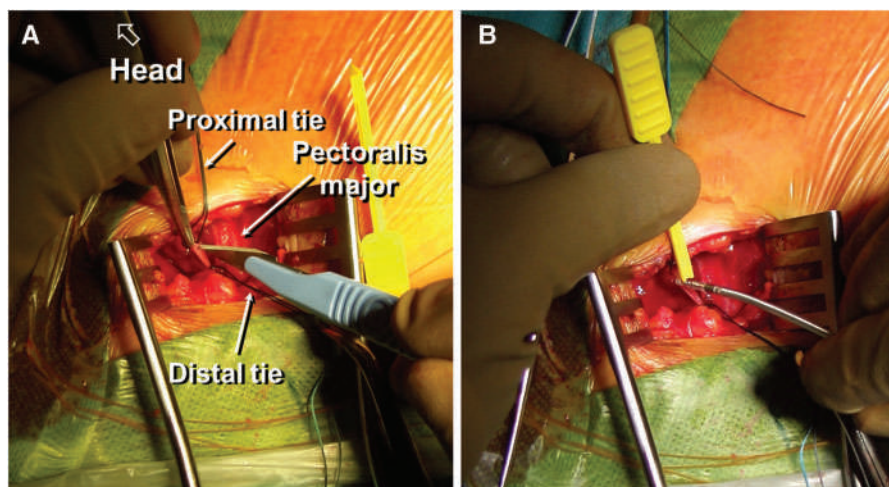 A
Head
Proximal tie
Pectoralis
major
Distal tie
B